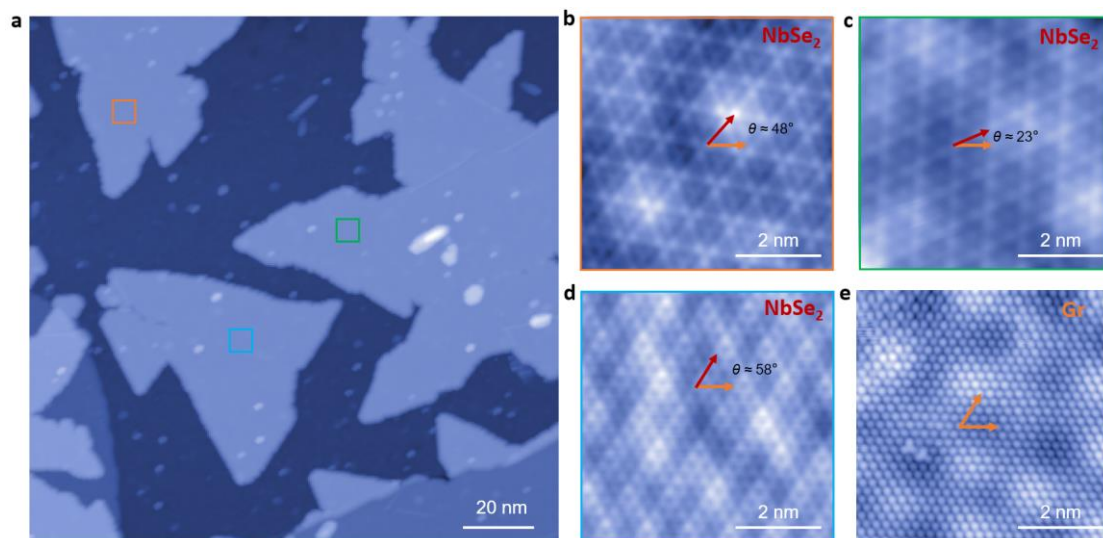 a
20 nm
b
NbSe₂
θ ≈ 48°
2 nm
c
NbSe₂
θ ≈ 23°
2 nm
d
NbSe₂
θ ≈ 58°
2 nm
e
Gr
2 nm